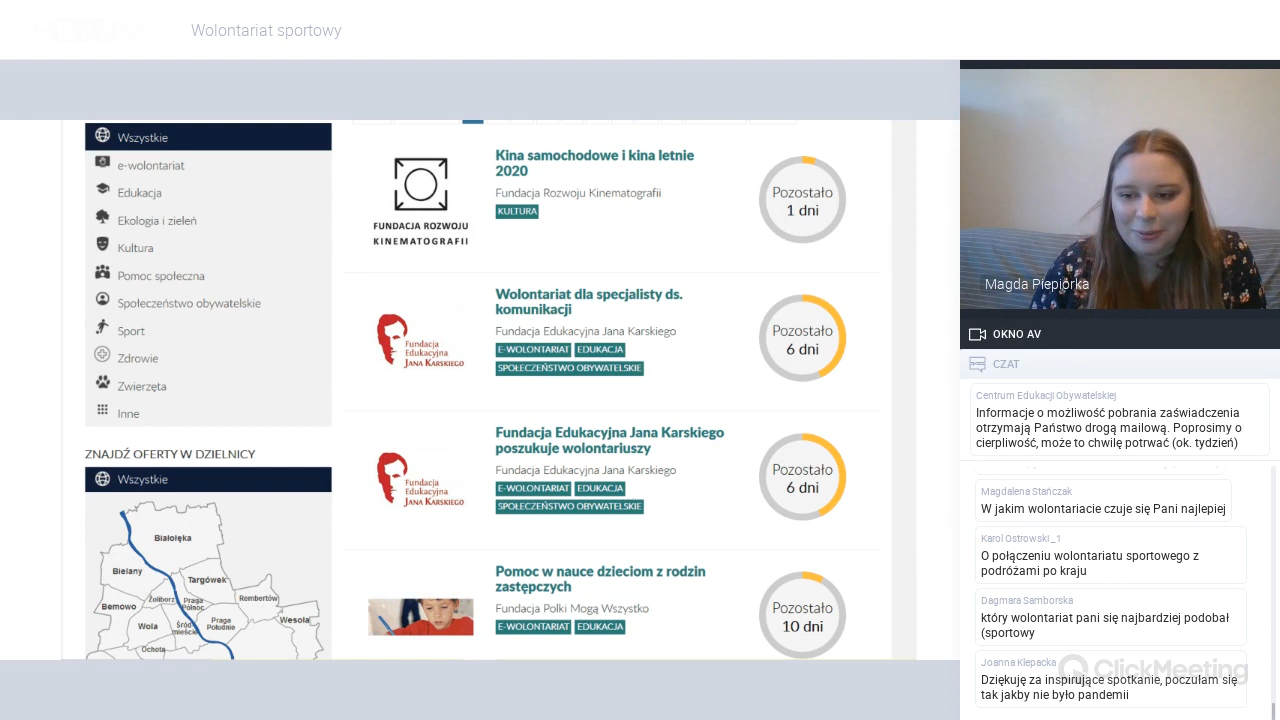 Wolontariat sportowy
Wszystkie
e-wolontariat
Edukacja
Ekologia i zieleń
Kultura
Pomoc społeczna
Społeczeństwo obywatelskie
Sport
Zdrowie
Zwierzęta
Inne
ZNAJDŹ OFERTY W DZIELNICY
Wszystkie
Białołęka
Bielany
Targówek
Żoliborz
Praga
Północ
Rembertów
Bemowo
Wola
Śród
mieście
Praga
Południe
Wesoła
Ochota
FUNDACJA ROZWOJU
KINEMATOGRAFII
Kina samochodowe i kina letnie
2020
Fundacja Rozwoju Kinematografii
KULTURA
Pozostało
1 dni
Fundacja
Edukacyjna
JANA KARSKIEGO
Wolontariat dla specjalisty ds.
komunikacji
Fundacja Edukacyjna Jana Karskiego
E-WOLONTARIAT EDUKACJA
SPOŁECZEŃSTWO OBYWATELSKIE
Pozostało
6 dni
Fundacja
Edukacyjna
JANA KARSKIEGO
Fundacja Edukacyjna Jana Karskiego
poszukuje wolontariuszy
Fundacja Edukacyjna Jana Karskiego
E-WOLONTARIAT EDUKACJA
SPOŁECZEŃSTWO OBYWATELSKIE
Pozostało
6 dni
Pomoc w nauce dzieciom z rodzin
zastępczych
Fundacja Polki Mogą Wszystko
E-WOLONTARIAT EDUKACJA
Pozostało
10 dni
Magda Piepiórka
OKNO AV
CZAT
Centrum Edukacji Obywatelskiej
Informacje o możliwość pobrania zaświadczenia
otrzymają Państwo drogą mailową. Poprosimy o
cierpliwość, może to chwilę potrwać (ok. tydzień)
Magdalena Stańczak
W jakim wolontariacie czuje się Pani najlepiej
Karol Ostrowski_1
O połączeniu wolontariatu sportowego z
podróżami po kraju
Dagmara Samborska
który wolontariat pani się najbardziej podobał
(sportowy
Joanna Klepacka
ClickMeeting
Dziękuję za inspirujące spotkanie, poczułam się
tak jakby nie było pandemii